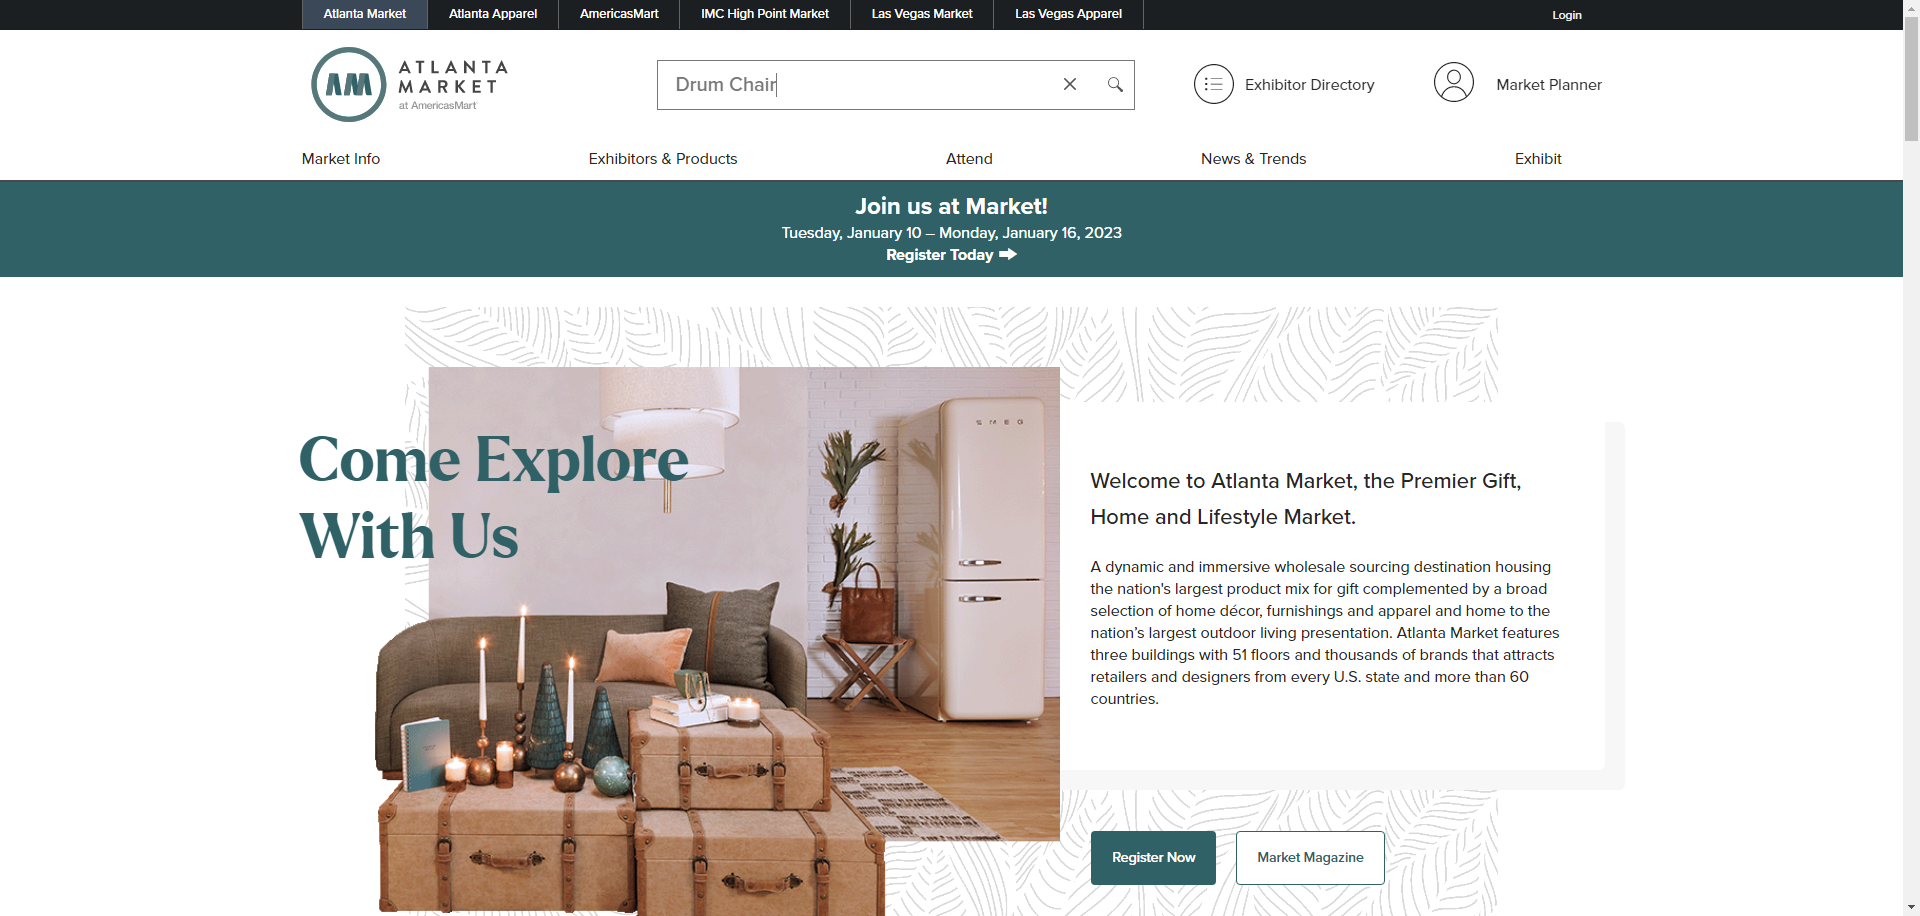 Atlanta Market
Atlanta Apparel
AmericasMart
IMC High Point Market
Las Vegas Market
Las Vegas Apparel
Login
AM
ATLANTA
MARKET
at AmericasMart
Drum Chair
Exhibitor Directory
Market Planner
Market Info
Exhibitors & Products
Attend
News & Trends
Exhibit
Join us at Market!
Tuesday, January 10 – Monday, January 16, 2023
Register Today
Come Explore
With Us
SMEG
Welcome to Atlanta Market, the Premier Gift,
Home and Lifestyle Market.
A dynamic and immersive wholesale sourcing destination housing
the nation's largest product mix for gift complemented by a broad
selection of home décor, furnishings and apparel and home to the
nation’s largest outdoor living presentation. Atlanta Market features
three buildings with 51 floors and thousands of brands that attracts
retailers and designers from every U.S. state and more than 60
countries.
Register Now
Market Magazine